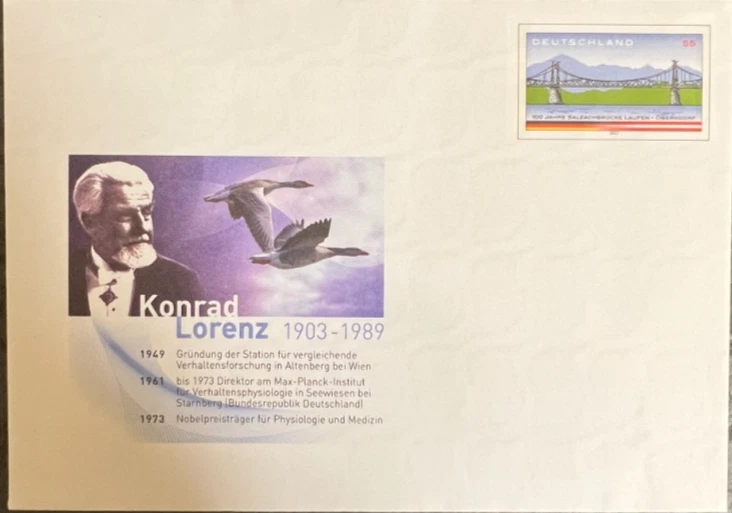 DEUTSCHLAND 55
100 JAHRE SALZACHBRÜCKE LAUFEN - OBERNDORF
Konrad
Lorenz 1903-1989
1949 Gründung der Station für vergleichende
Verhaltensforschung in Altenberg bei Wien
1961 bis 1973 Direktor am Max-Planck-Institut
für Verhaltensphysiologie in Seewiesen bei
Starnberg (Bundesrepublik Deutschland)
1973 Nobelpreisträger für Physiologie und Medizin